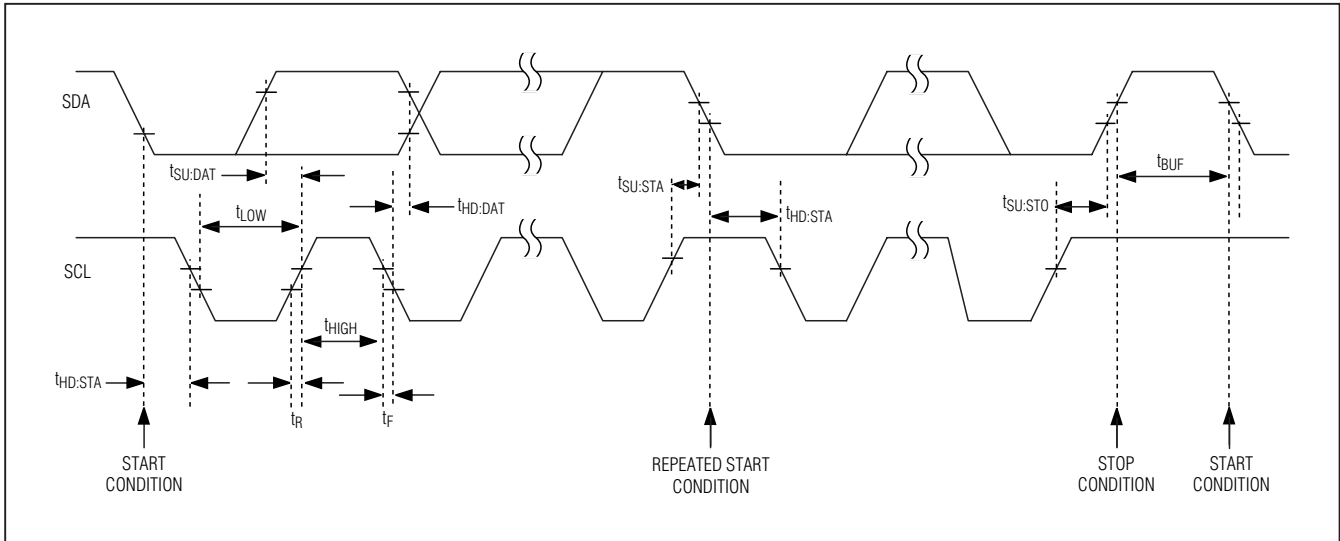 SDA
tSU:DAT
tLOW
tHD:DAT
tSU:STA
tHD:STA
tSU:STO
tBUF
SCL
tHIGH
tHD:STA
tR
tF
START
CONDITION
REPEATED START
CONDITION
STOP
CONDITION
START
CONDITION